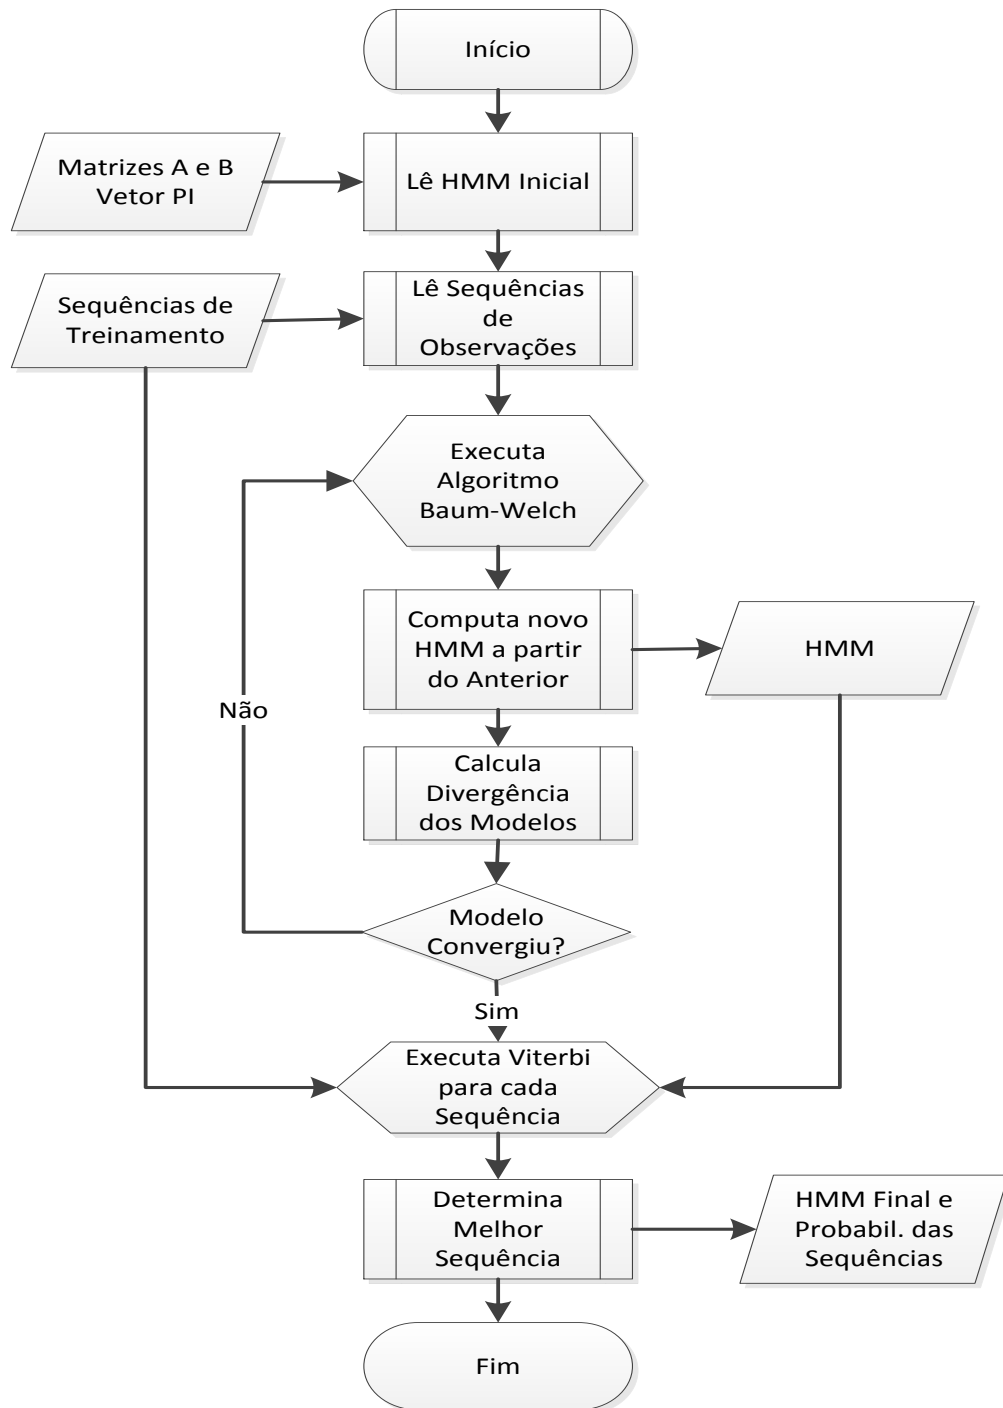 Início
Matrizes A e B
Vetor PI
Lê HMM Inicial
Sequências de
Treinamento
Lê Sequências
de
Observações
Executa
Algoritmo
Baum-Welch
Computa novo
HMM a partir
do Anterior
HMM
Não
Calcula
Divergência
dos Modelos
Modelo
Convergiu?
Sim
Executa Viterbi
para cada
Sequência
Determina
Melhor
Sequência
HMM Final e
Probabil. das
Sequências
Fim